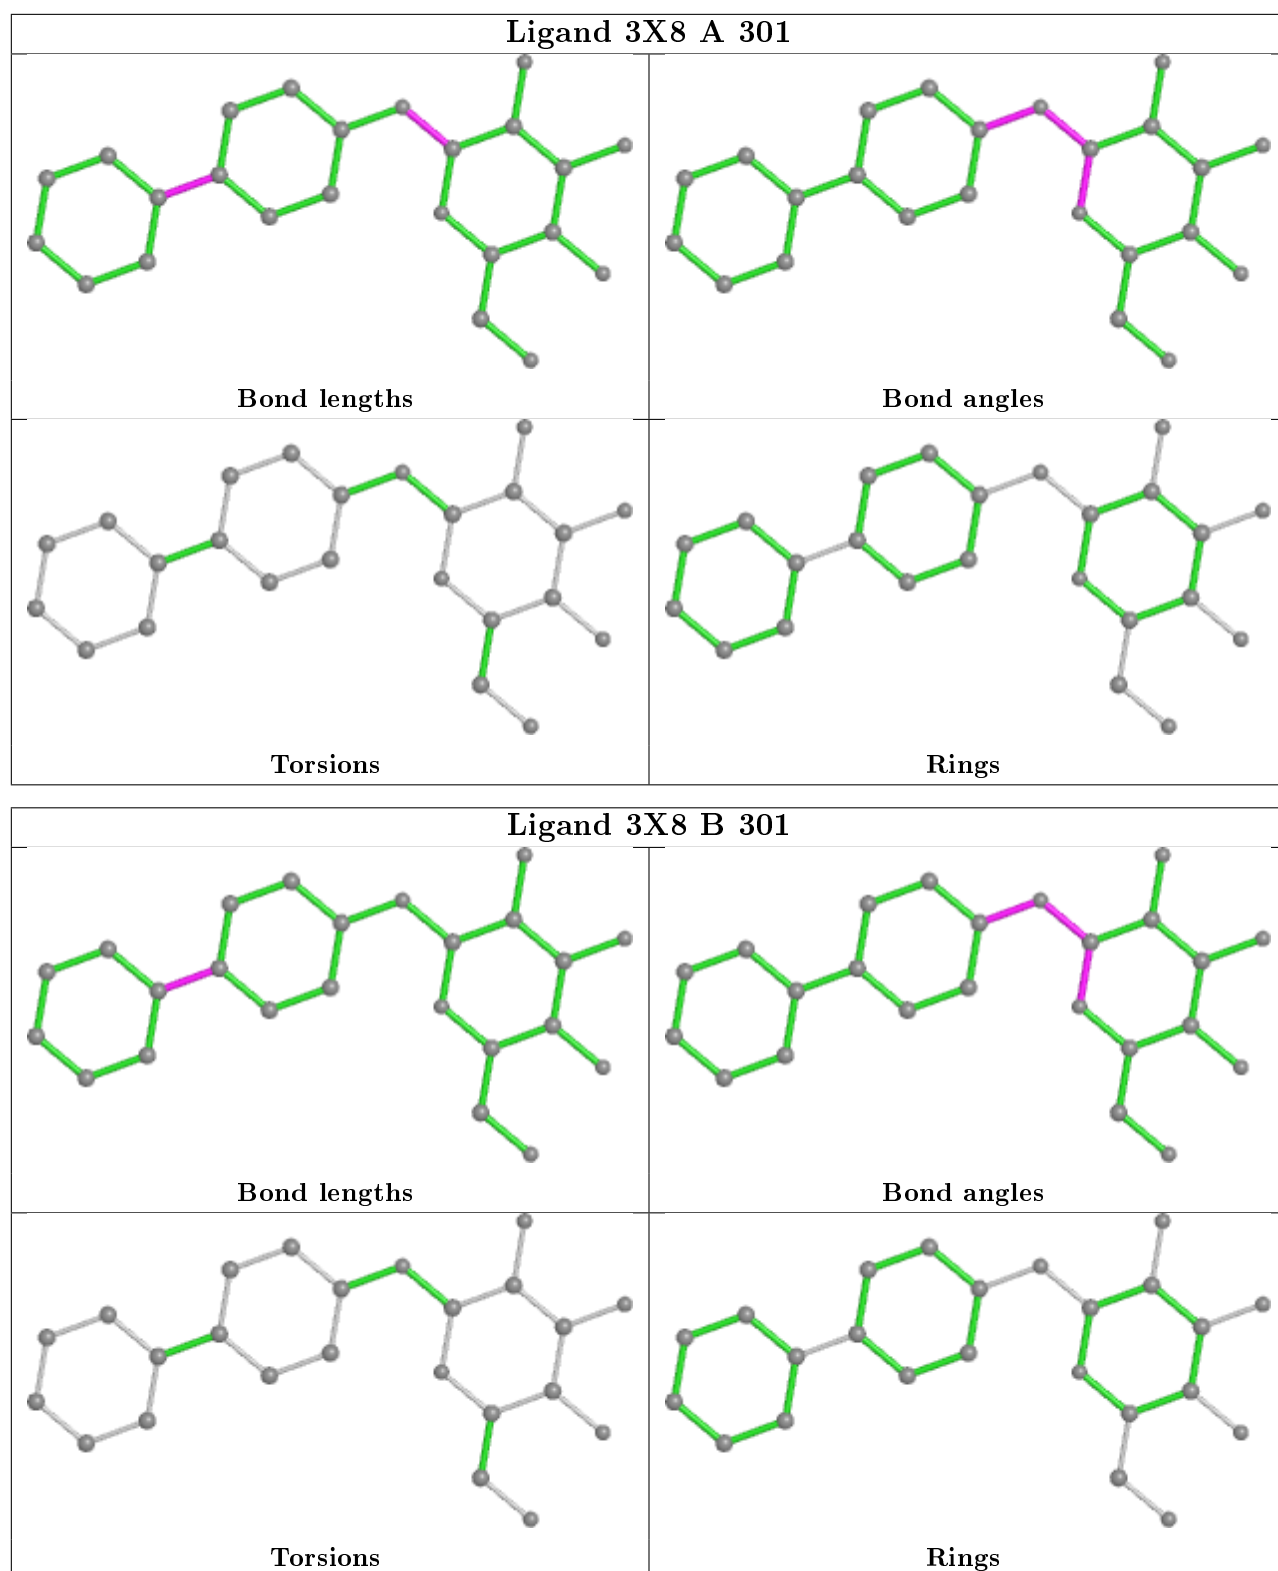 Ligand 3X8 A 301
Bond lengths
Bond angles
Torsions
Rings
Ligand 3X8 B 301
Bond lengths
Bond angles
Torsions
Rings